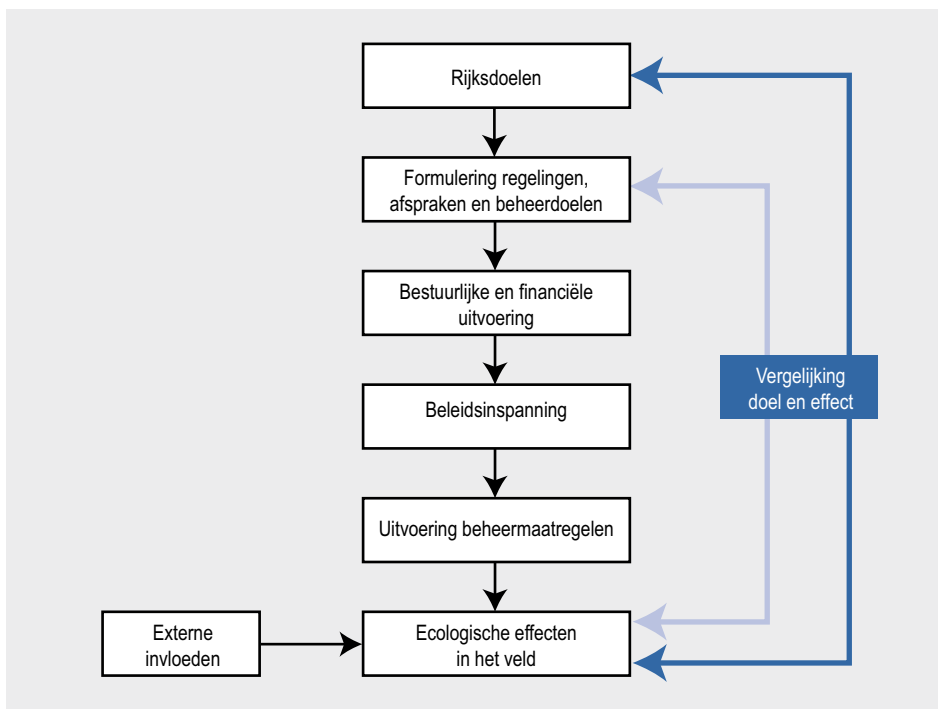 Rijksdoelen
Formulering regelingen,
afspraken en beheerdoelen
Bestuurlijke en financiële
uitvoering
Vergelijking
doel en effect
Beleidsinspanning
Uitvoering beheermaatregelen
Externe
invloeden
Ecologische effecten
in het veld